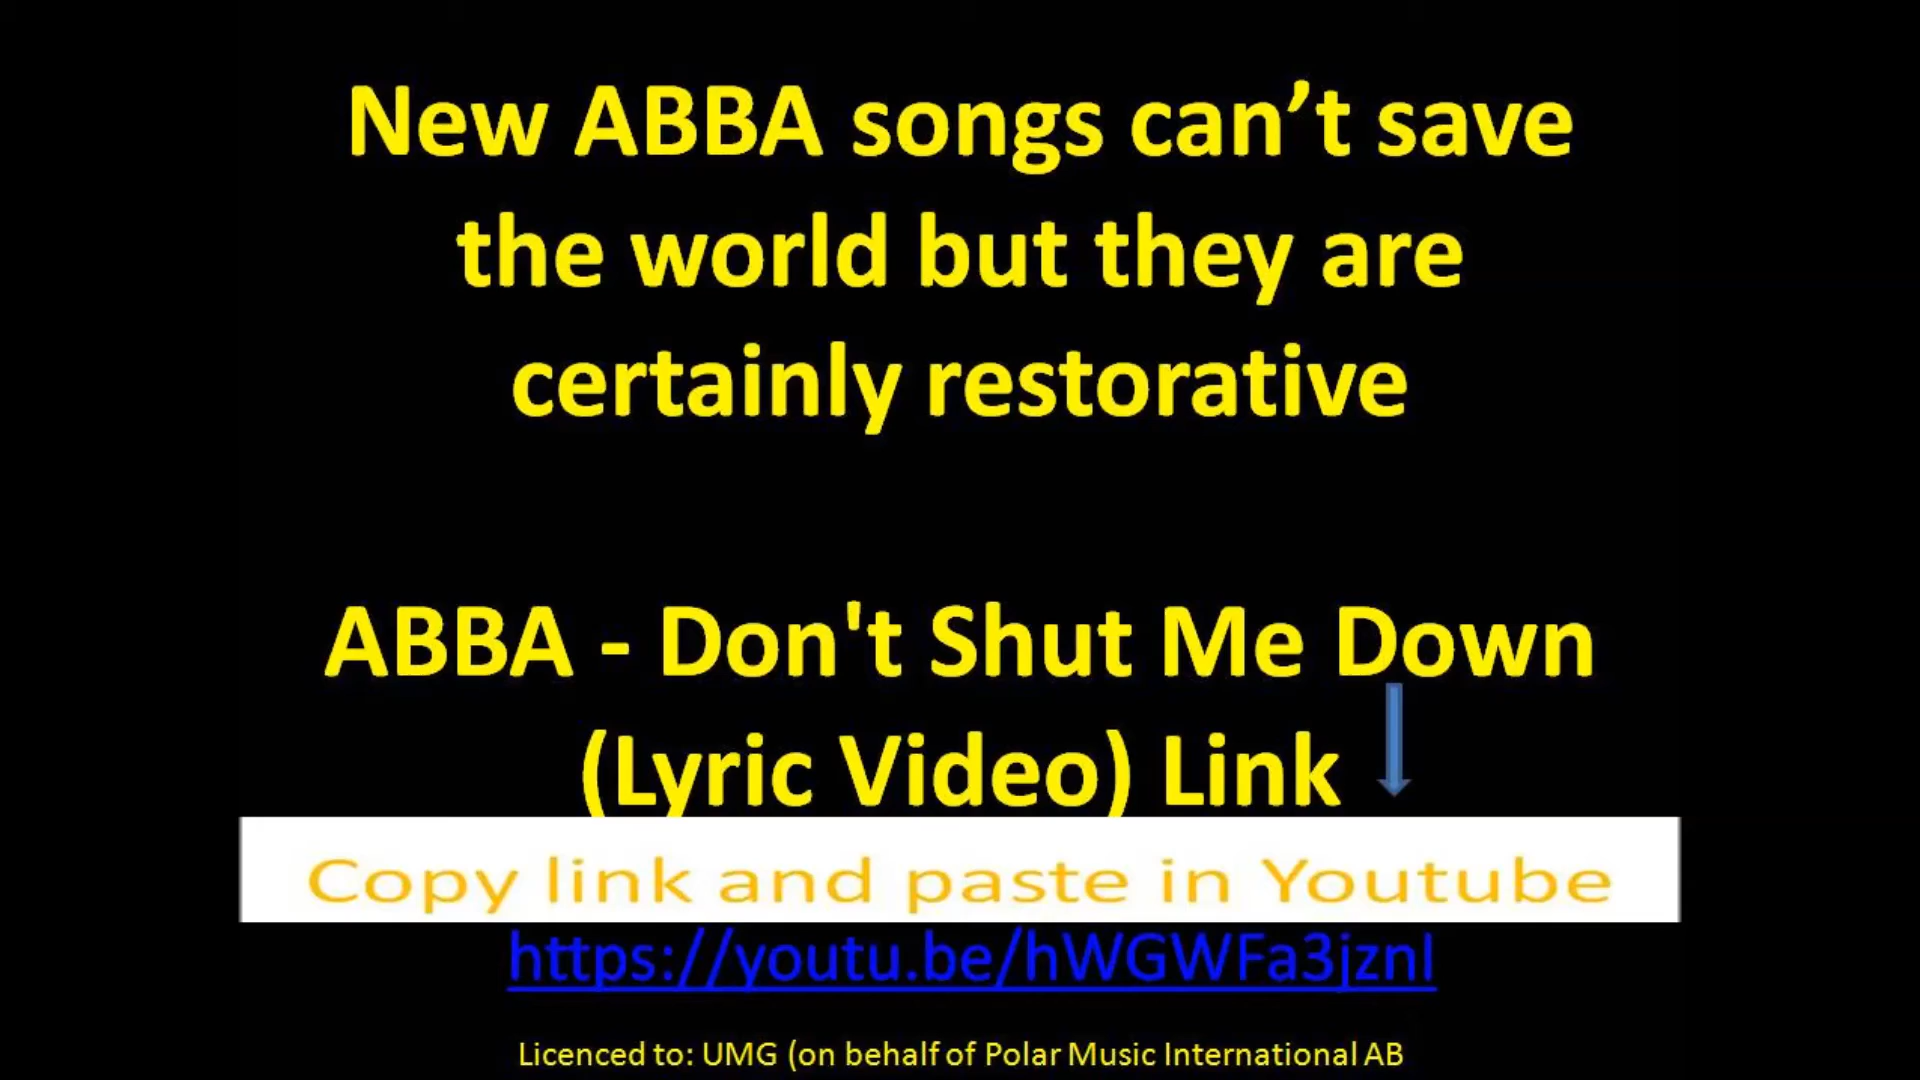 New ABBA songs can’t save
the world but they are
certainly restorative
ABBA - Don't Shut Me Down
(Lyric Video) Link
Copy link and paste in Youtube
https://youtu.be/hWGWFa3jznI
Licenced to: UMG (on behalf of Polar Music International AB